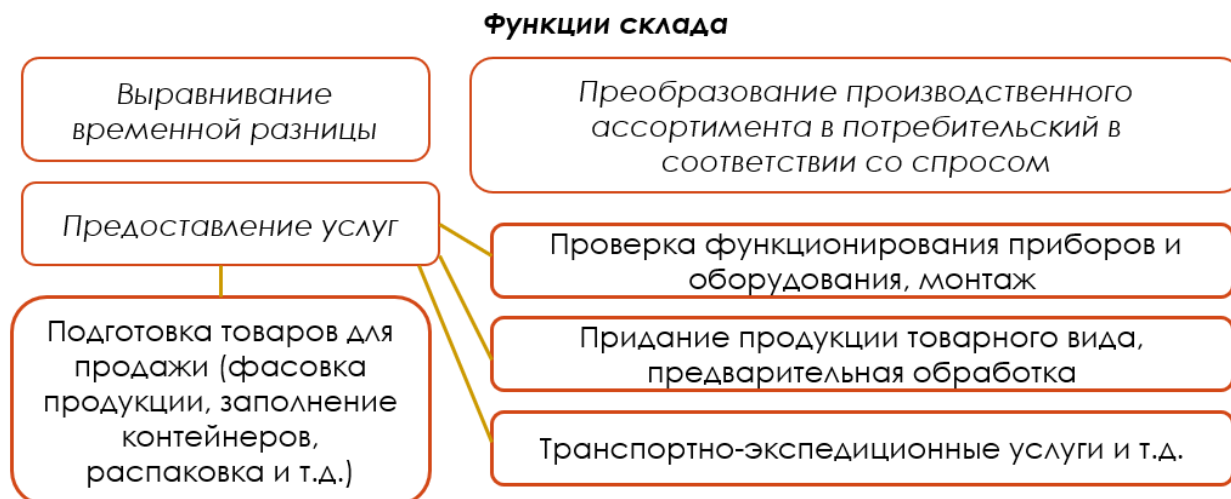 Функции склада
Выравнивание
временной разницы
Преобразование производственного
ассортимента в потребительский в
соответствии со спросом
Предоставление услуг
Проверка функционирования приборов и
оборудования, монтаж
Подготовка товаров для
продажи (фасовка
продукции, заполнение
контейнеров,
распаковка и т.д.)
Придание продукции товарного вида,
предварительная обработка
Транспортно-экспедиционные услуги и т.д.